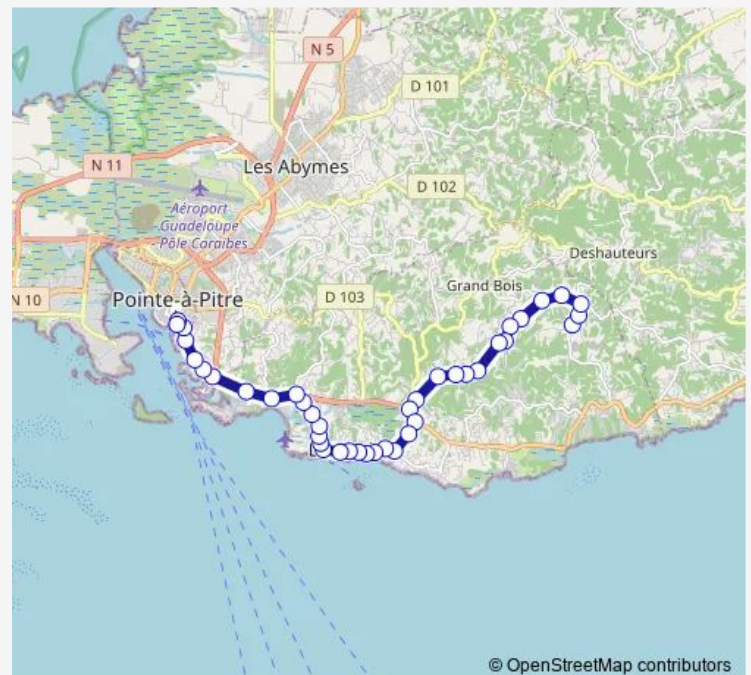 N 5
D 101
Les Abymes
N 11
D 102
Aéroport
Guadeloupe
Pôle Caraïbes
Deshauteurs
Grand Bois
D 103
N 10
Pointe-à-Pitre
© OpenStreetMap contributors